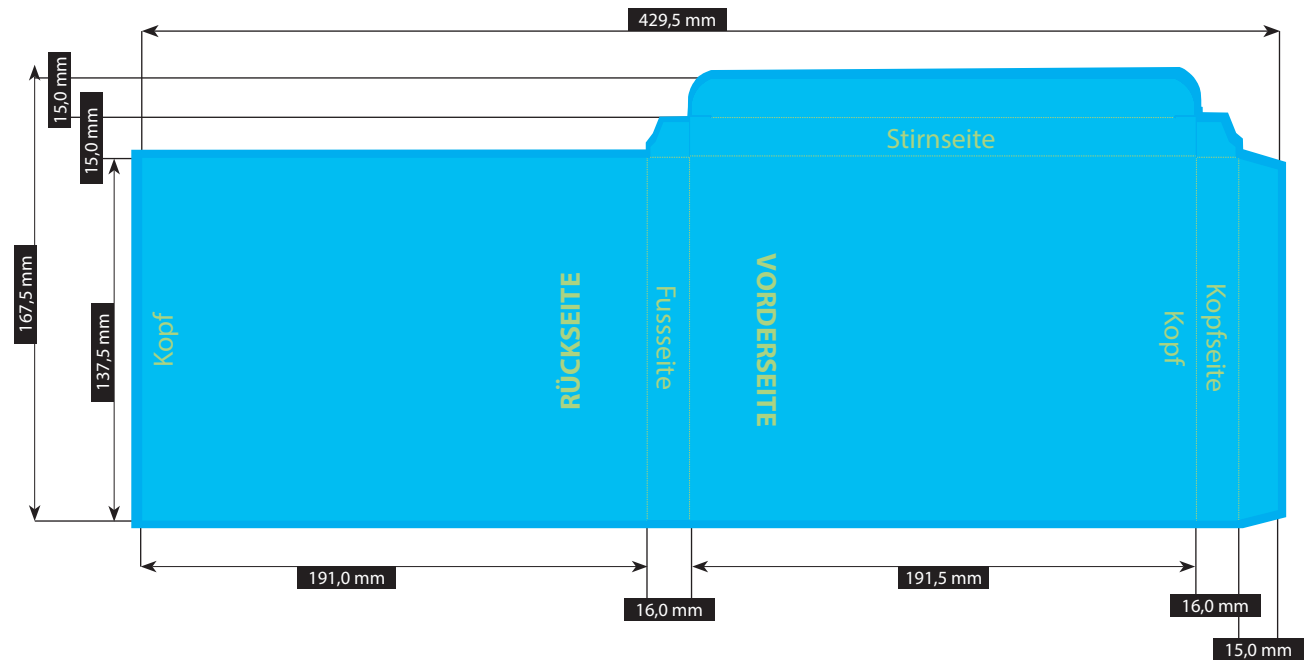 429,5 mm
15,0 mm
15,0 mm
Stirnseite
167,5 mm
137,5 mm
Kopf
RÜCKSEITE
Fussseite
VORDERSEITE
Kopf
Kopfseite
191,0 mm
191,5 mm
16,0 mm
16,0 mm
15,0 mm